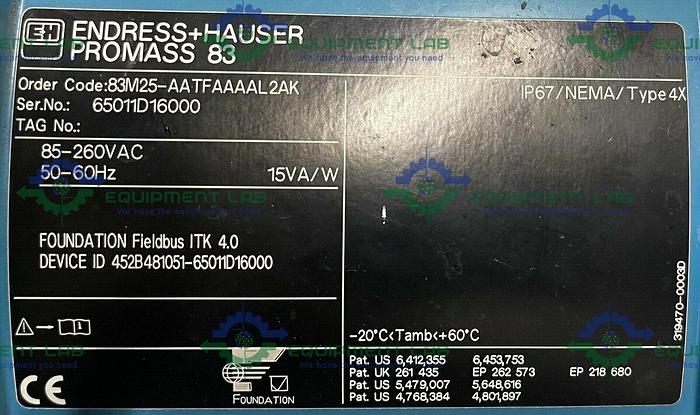 ENDRESS+HAUSER
PROMASS 83
Order Code:83M25-AATFAAAAL2AK
Ser.No.: 65011D16000
TAG No.:
IP67/NEMA/Type4X
85-260VAC
50-60Hz 15VA/W
FOUNDATION Fieldbus ITK 4.0
DEVICE ID 452B481051-65011D16000
-20°C<Tamb<+60°C
319470-0003D
FOUNDATION
CE
Pat. US 6,412,355 6,453,753
Pat. UK 261 435 EP 262 573 EP 218 680
Pat. US 5,479,007 5,648,616
Pat. US 4,768,384 4,801,897
EQUIPMENT LAB
We have the equipment you need